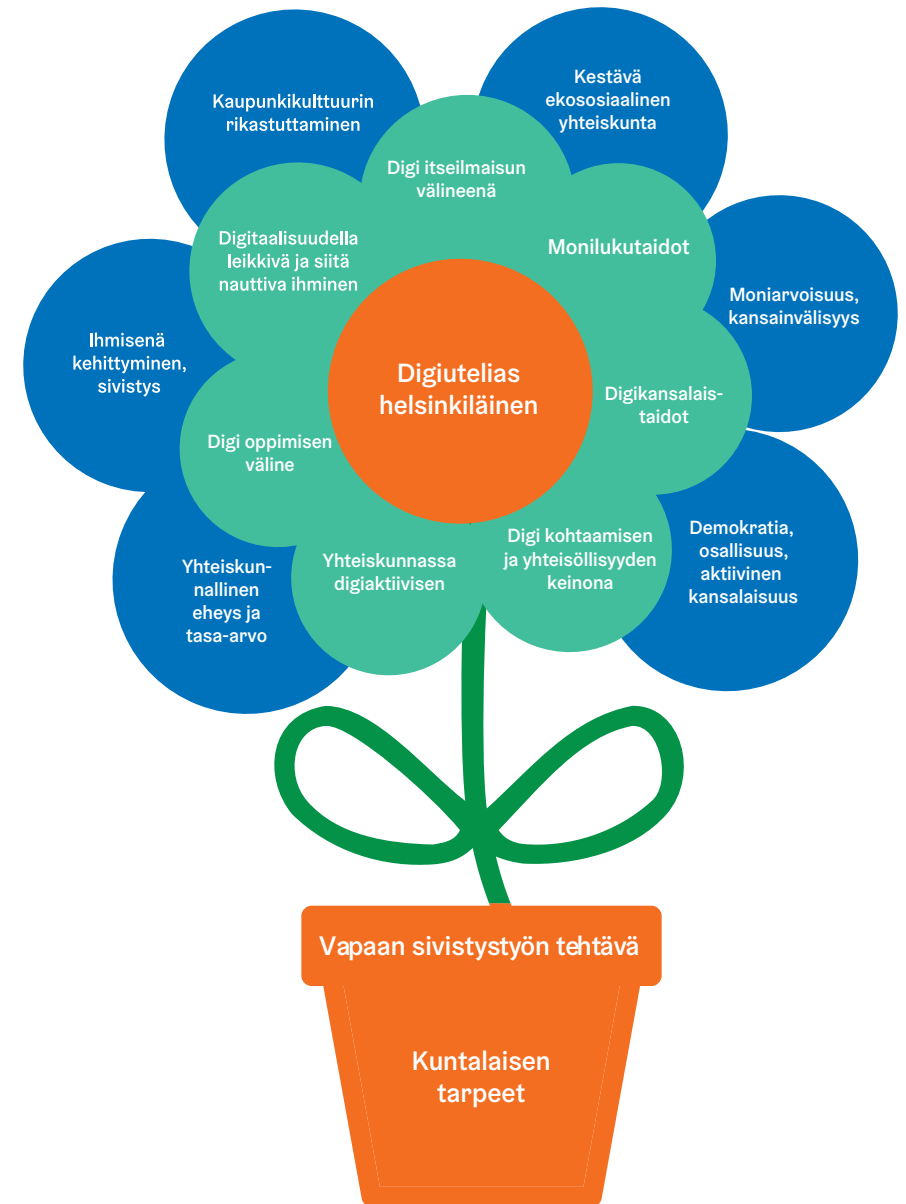 Kaupunkikulttuurin
rikastuttaminen
Kestävä
ekososiaalinen
yhteiskunta
Digi itseilmaisun
välineenä
Digitaalisuudella
leikkivä ja siitä
nauttiva ihminen
Monilukutaidot
Moniarvoisuus,
kansainvälisyys
Ihmisenä
kehittyminen,
sivistys
Digiutelias
helsinkiläinen
Digikansalais-
taidot
Digi oppimisen
väline
Yhteiskunnassa
digiaktiivisen
Digi kohtaamisen
ja yhteisöllisyyden
keinona
Demokratia,
osallisuus,
aktiivinen
kansalaisuus
Yhteiskun-
nallinen
eheys ja
tasa-arvo
Vapaan sivistystyön tehtävä
Kuntalaisen
tarpeet